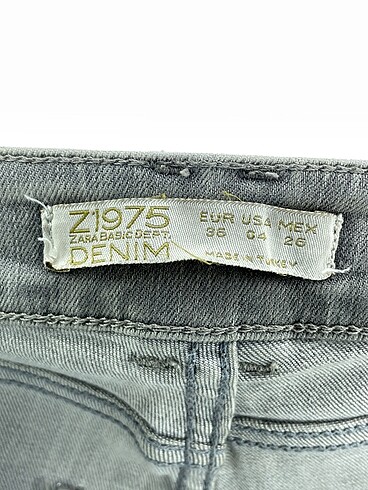 Z1975
ZARA BASIC DEPT.
DENIM
EUR USA MEX
36 04 26
MADE IN TURKEY